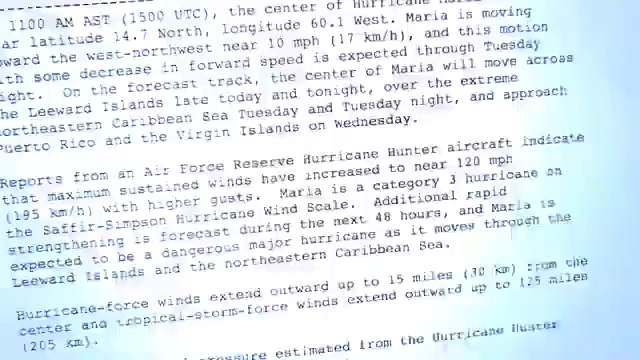 1100 AM AST (1500 UTC), the center of Hurricane
ar latitude 14.7 North, longitude 60.1 West. Maria is moving
oward the west-northwest near 10 mph (17 km/h), and this motion
ith some decrease in forward speed is expected through Tuesday
ight. On the forecast track, the center of Maria will move across
he Leeward Islands late today and tonight, over the extreme
ortheastern Caribbean Sea Tuesday and Tuesday night, and approach
Puerto Rico and the Virgin Islands on Wednesday.
Reports from an Air Force Reserve Hurricane Hunter aircraft indicate
that maximum sustained winds have increased to near 120 mph
(195 km/h) with higher gusts. Maria is a category 3 hurricane on
the Saffir-Simpson Hurricane Wind Scale. Additional rapid
strengthening is forecast during the next 48 hours, and Maria is
expected to be a dangerous major hurricane as it moves through the
Leeward Islands and the northeastern Caribbean Sea.
Hurricane-force winds extend outward up to 15 miles (30 km) from the
center and tropical-storm-force winds extend outward up to 125 miles
(205 km).
pressure estimated from the Hurricane Hunter